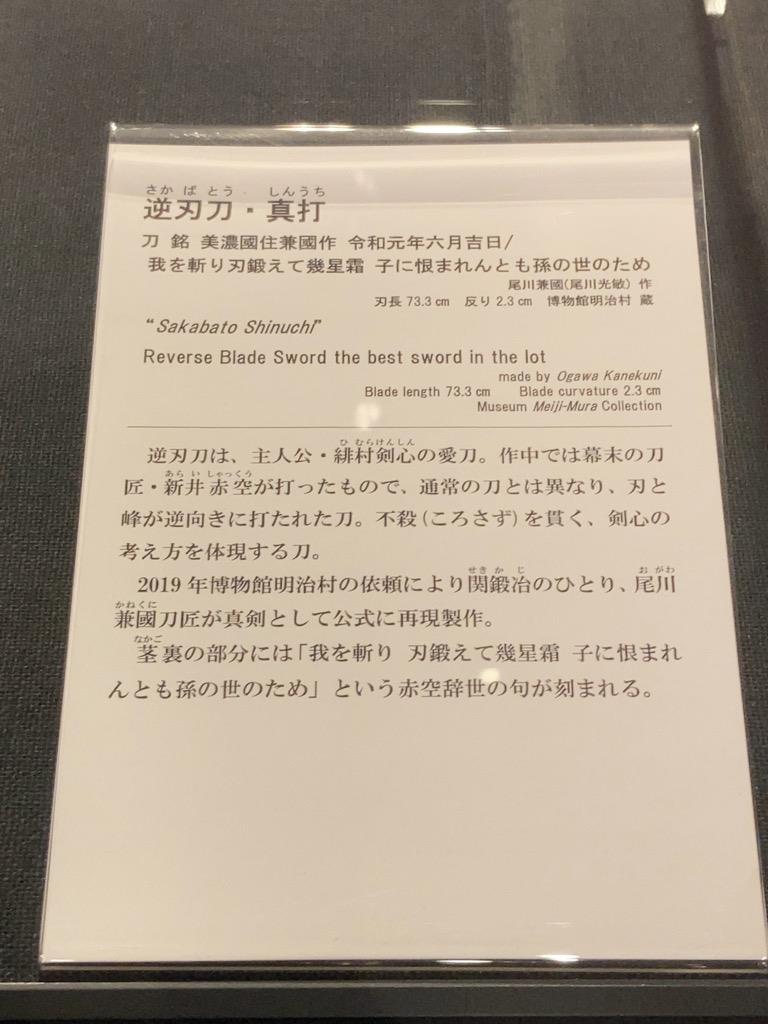 さかばとう しんうち
逆刃刀・真打
刀 銘 美濃國住兼國作 令和元年六月吉日/
我を斬り刃鍛えて幾星霜 子に恨まれんとも孫の世のため
尾川兼國(尾川光敏) 作
刃長 73.3 cm 反り 2.3 cm 博物館明治村 蔵
"Sakabato Shinuchi"
Reverse Blade Sword the best sword in the lot
made by Ogawa Kanekuni
Blade length 73.3 cm Blade curvature 2.3 cm
Museum Meiji-Mura Collection
ひむらけんしん
逆刃刀は、主人公・緋村剣心の愛刀。作中では幕末の刀
あらいしゃっくう
匠・新井赤空が打ったもので、通常の刀とは異なり、刃と
峰が逆向きに打たれた刀。不殺(ころさず)を貫く、剣心の
考え方を体現する刀。
せきかじ おがわ
2019年博物館明治村の依頼により関鍛冶のひとり、尾川
かねくに
兼國刀匠が真剣として公式に再現製作。
なかご
茎裏の部分には「我を斬り 刃鍛えて幾星霜 子に恨まれ
んとも孫の世のため」という赤空辞世の句が刻まれる。